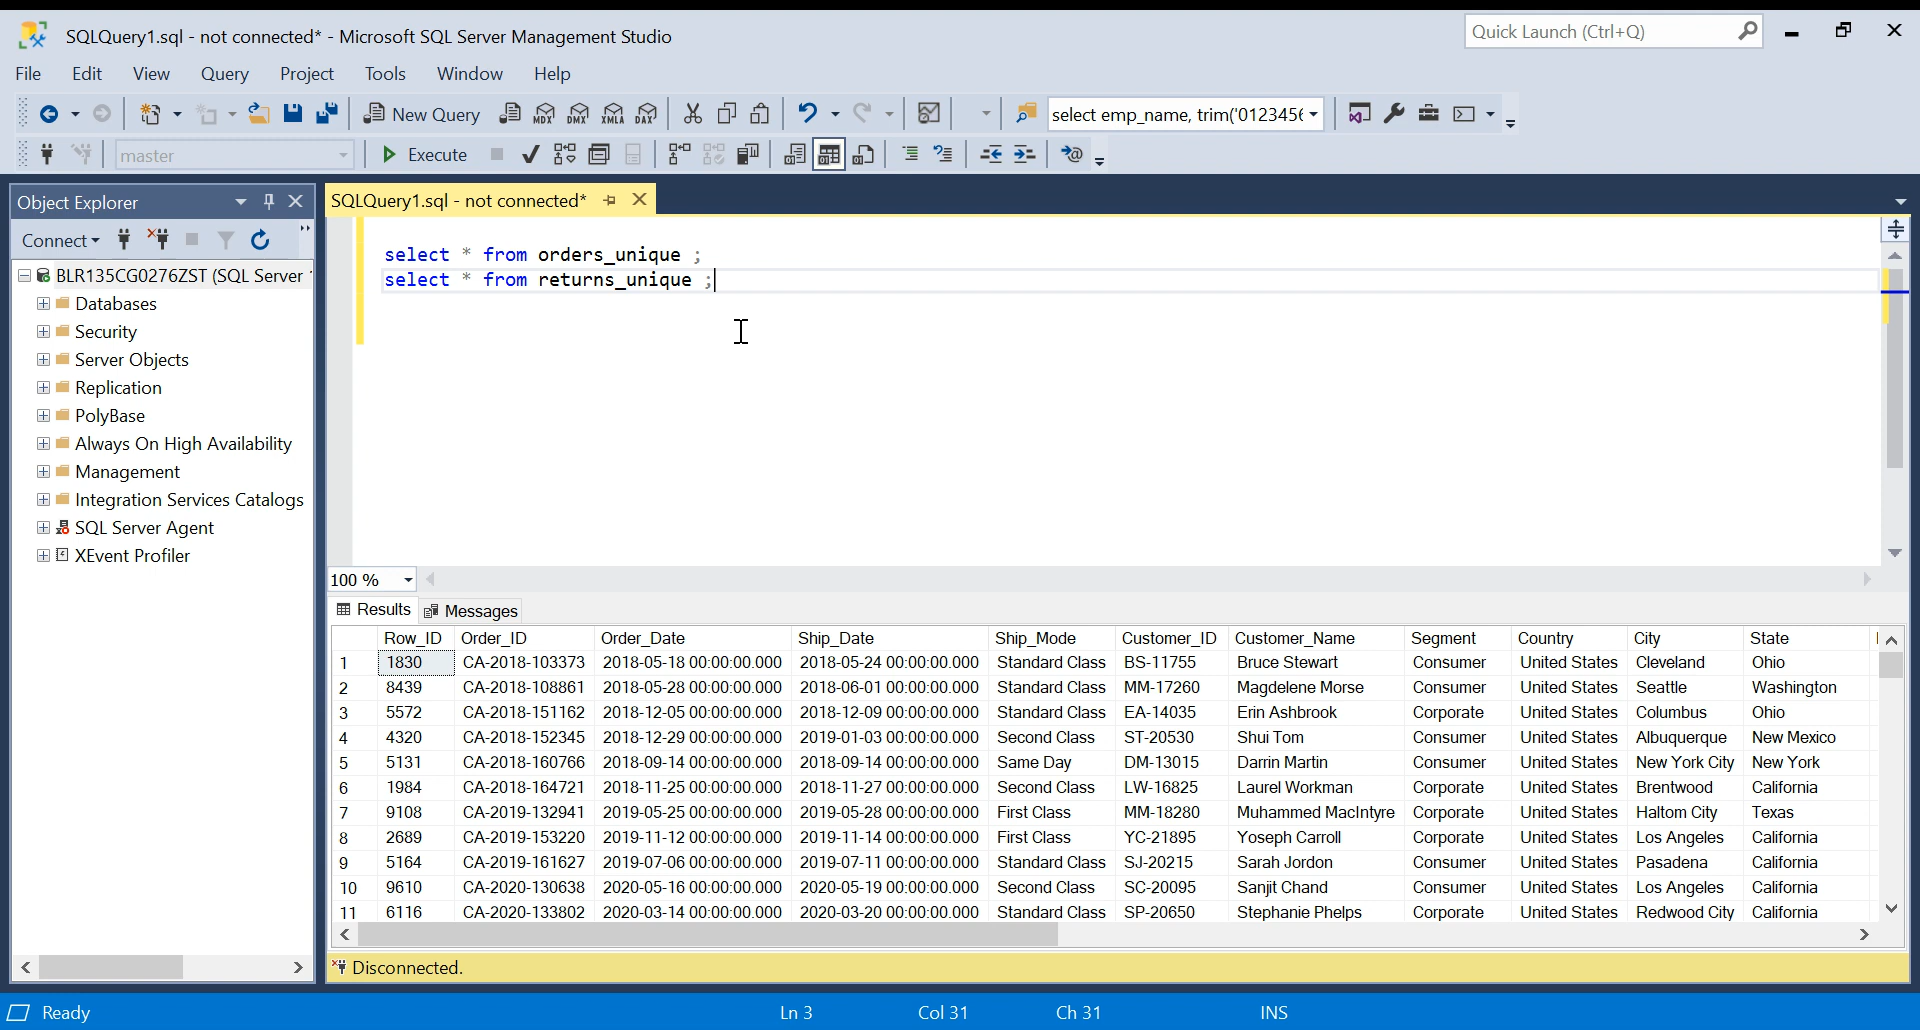 SQLQuery1.sql - not connected* - Microsoft SQL Server Management Studio
Quick Launch (Ctrl+Q)
File Edit View Query Project Tools Window Help
New Query MDX DMX XMLA DAX select emp_name, trim('0123456
master Execute
Object Explorer
SQLQuery1.sql - not connected*
Connect
BLR135CG0276ZST (SQL Server
Databases
Security
Server Objects
Replication
PolyBase
Always On High Availability
Management
Integration Services Catalogs
SQL Server Agent
XEvent Profiler
select * from orders_unique ;
select * from returns_unique ;
100 %
Results Messages
Row_ID Order_ID Order_Date Ship_Date Ship_Mode Customer_ID Customer_Name Segment Country City State
1 1830 CA-2018-103373 2018-05-18 00:00:00.000 2018-05-24 00:00:00.000 Standard Class BS-11755 Bruce Stewart Consumer United States Cleveland Ohio
2 8439 CA-2018-108861 2018-05-28 00:00:00.000 2018-06-01 00:00:00.000 Standard Class MM-17260 Magdelene Morse Consumer United States Seattle Washington
3 5572 CA-2018-151162 2018-12-05 00:00:00.000 2018-12-09 00:00:00.000 Standard Class EA-14035 Erin Ashbrook Corporate United States Columbus Ohio
4 4320 CA-2018-152345 2018-12-29 00:00:00.000 2019-01-03 00:00:00.000 Second Class ST-20530 Shui Tom Consumer United States Albuquerque New Mexico
5 5131 CA-2018-160766 2018-09-14 00:00:00.000 2018-09-14 00:00:00.000 Same Day DM-13015 Darrin Martin Consumer United States New York City New York
6 1984 CA-2018-164721 2018-11-25 00:00:00.000 2018-11-27 00:00:00.000 Second Class LW-16825 Laurel Workman Corporate United States Brentwood California
7 9108 CA-2019-132941 2019-05-25 00:00:00.000 2019-05-28 00:00:00.000 First Class MM-18280 Muhammed MacIntyre Corporate United States Haltom City Texas
8 2689 CA-2019-153220 2019-11-12 00:00:00.000 2019-11-14 00:00:00.000 First Class YC-21895 Yoseph Carroll Corporate United States Los Angeles California
9 5164 CA-2019-161627 2019-07-06 00:00:00.000 2019-07-11 00:00:00.000 Standard Class SJ-20215 Sarah Jordon Consumer United States Pasadena California
10 9610 CA-2020-130638 2020-05-16 00:00:00.000 2020-05-19 00:00:00.000 Second Class SC-20095 Sanjit Chand Consumer United States Los Angeles California
11 6116 CA-2020-133802 2020-03-14 00:00:00.000 2020-03-20 00:00:00.000 Standard Class SP-20650 Stephanie Phelps Corporate United States Redwood City California
Disconnected.
Ready Ln 3 Col 31 Ch 31 INS